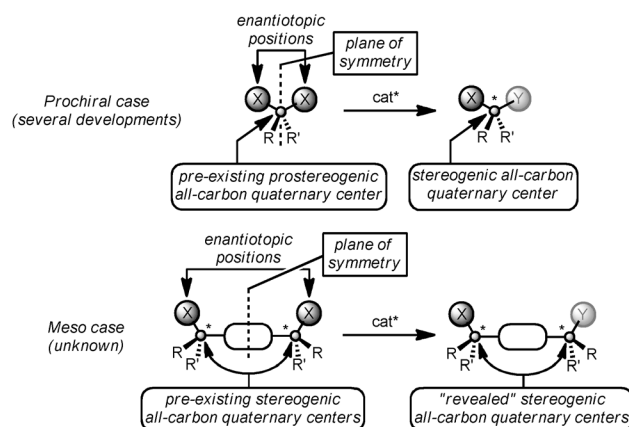 enantiotopic
positions
plane of
symmetry
Prochiral case
(several developments)
X
X
R
R'
cat*
X
*
Y
R
R'
pre-existing prostereogenic
all-carbon quaternary center
stereogenic all-carbon
quaternary center
enantiotopic
positions
plane of
symmetry
Meso case
(unknown)
X
*
*
X
R
R'
R'
R
cat*
X
*
*
Y
R
R'
R'
R
pre-existing stereogenic
all-carbon quaternary centers
"revealed" stereogenic
all-carbon quaternary centers